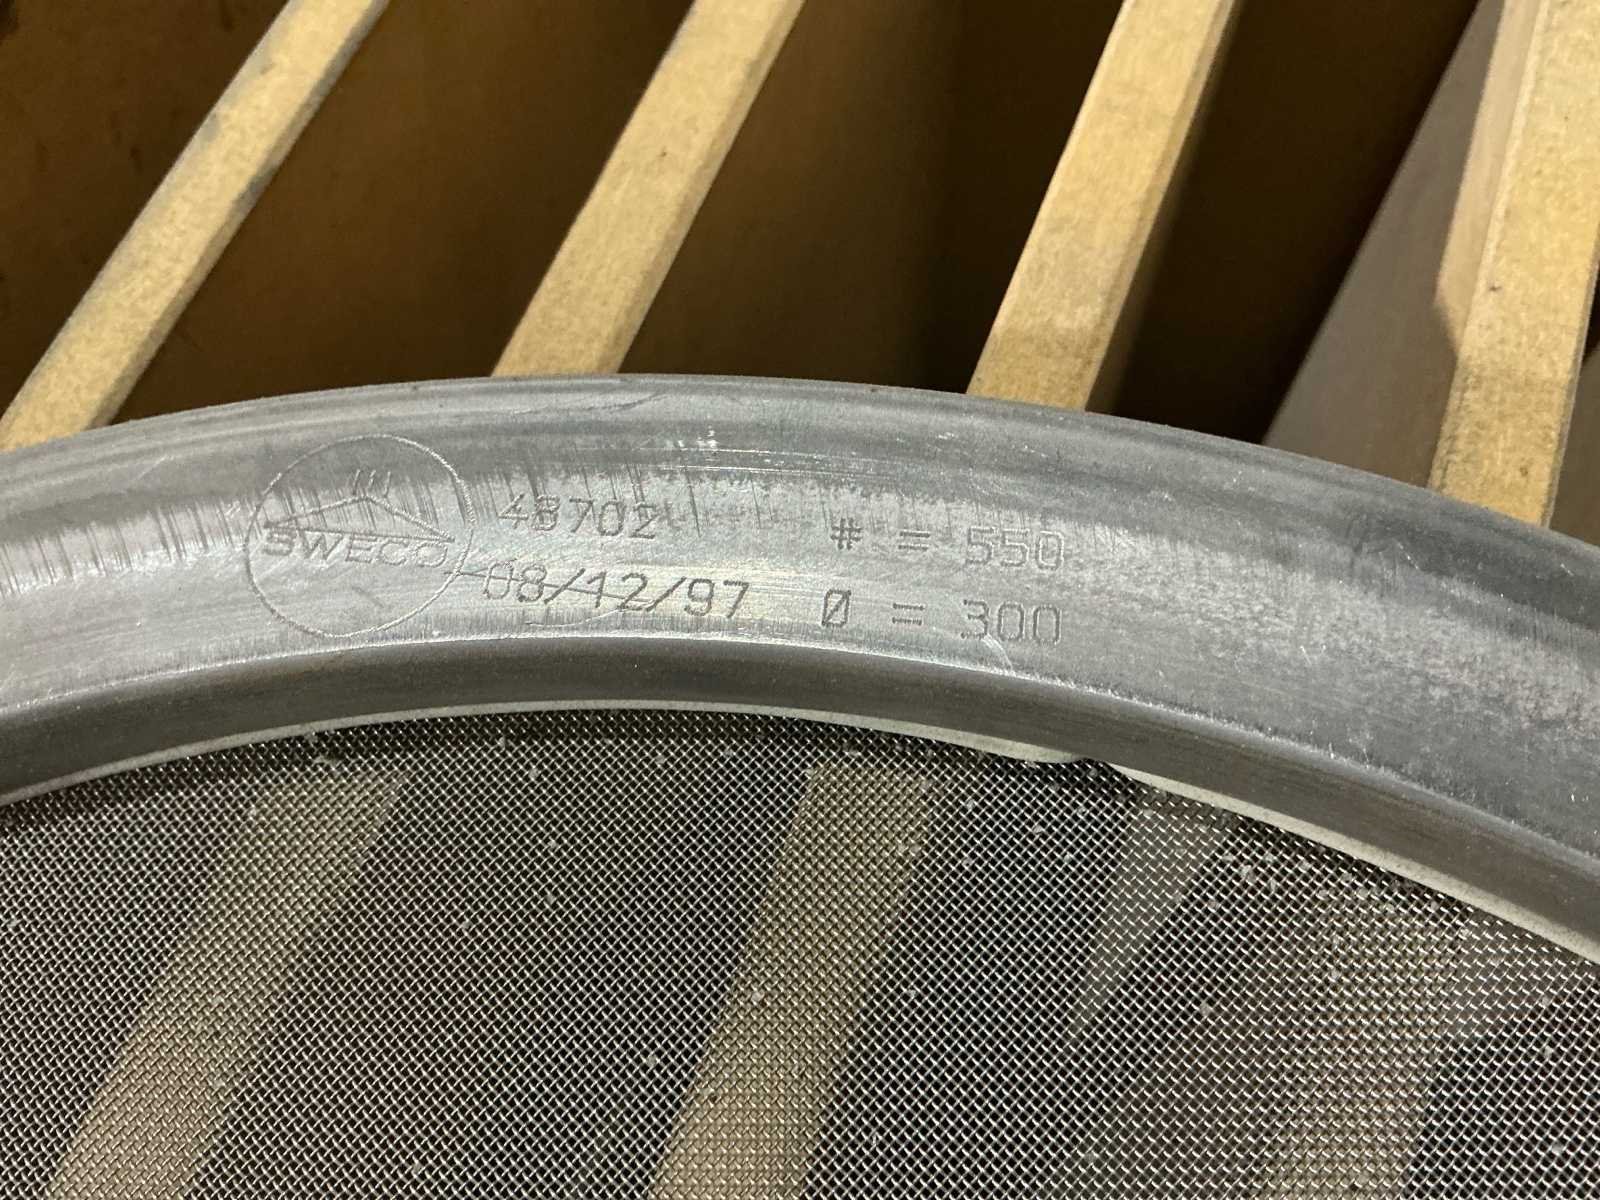 SWECO
48702 # = 550
08/12/97 Ø = 300